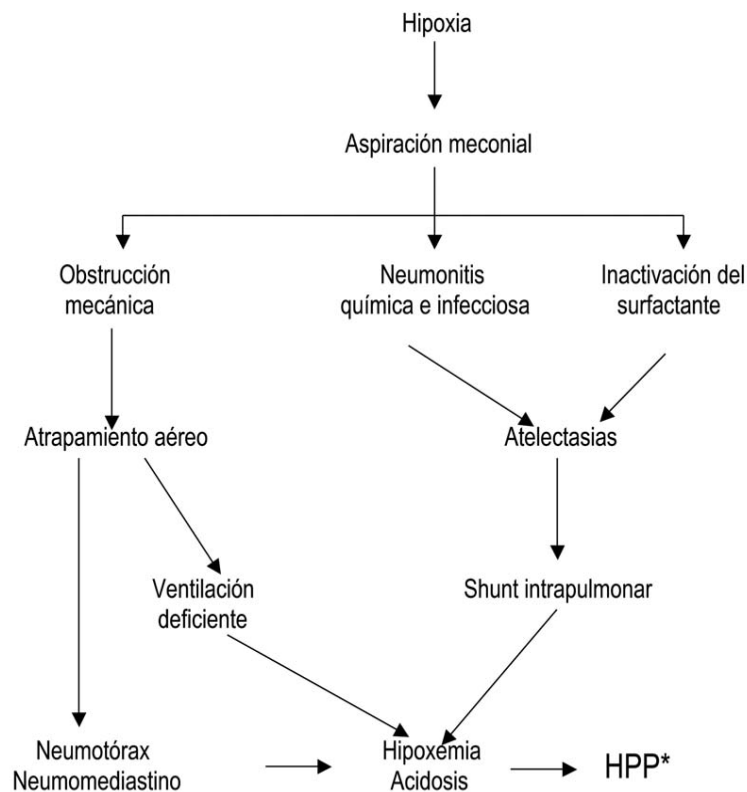 Hipoxia
Aspiración meconial
Obstrucción
mecánica
Neumonitis
química e infecciosa
Inactivación del
surfactante
Atrapamiento aéreo
Atelectasias
Ventilación
deficiente
Shunt intrapulmonar
Neumotórax
Neumomediastino
Hipoxemia
Acidosis
HPP*